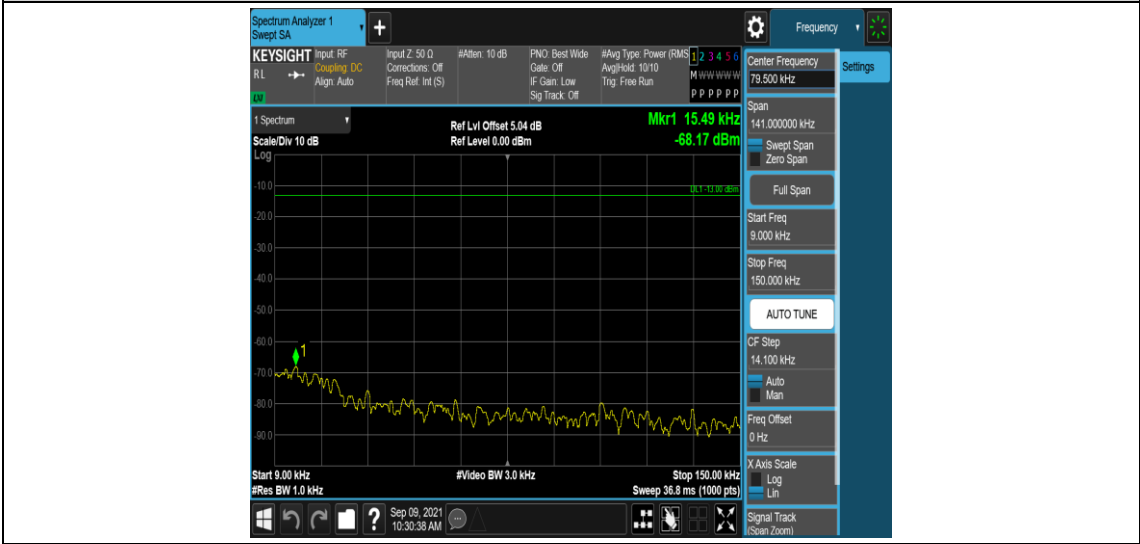 Spectrum Analyzer 1
Swept SA
+
Frequency
KEYSIGHT
RL
LXI
Input: RF
Coupling: DC
Align: Auto
Input Z: 50 Ω
Corrections: Off
Freq Ref: Int (S)
#Atten: 10 dB
PNO: Best Wide
Gate: Off
IF Gain: Low
Sig Track: Off
#Avg Type: Power (RMS
Avg|Hold: 10/10
Trig: Free Run
1 2 3 4 5 6
M W W W W W
P P P P P P
1 Spectrum
Scale/Div 10 dB
Log
Ref Lvl Offset 5.04 dB
Ref Level 0.00 dBm
Mkr1 15.49 kHz
-68.17 dBm
DL1 -13.00 dBm
-10.0
-20.0
-30.0
-40.0
-50.0
-60.0
-70.0
-80.0
-90.0
1
Start 9.00 kHz
#Res BW 1.0 kHz
#Video BW 3.0 kHz
Stop 150.00 kHz
Sweep 36.8 ms (1000 pts)
Center Frequency
79.500 kHz
Settings
Span
141.000000 kHz
Swept Span
Zero Span
Full Span
Start Freq
9.000 kHz
Stop Freq
150.000 kHz
AUTO TUNE
CF Step
14.100 kHz
Auto
Man
Freq Offset
0 Hz
X Axis Scale
Log
Lin
Signal Track
(Span Zoom)
?
Sep 09, 2021
10:30:38 AM